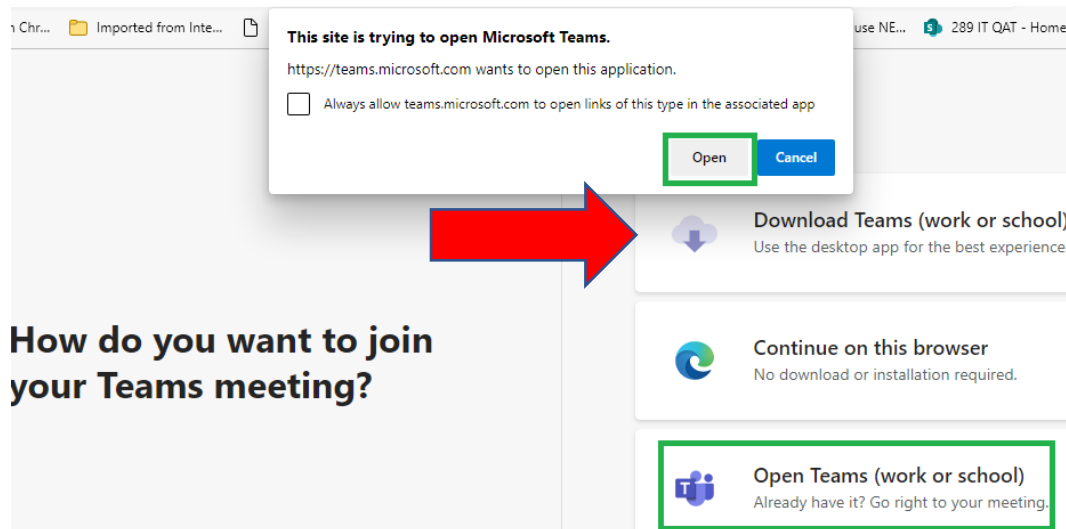 Chr... Imported from Inte... use NE... 289 IT QAT - Home
This site is trying to open Microsoft Teams.
https://teams.microsoft.com wants to open this application.
Always allow teams.microsoft.com to open links of this type in the associated app
Open Cancel
Download Teams (work or school)
Use the desktop app for the best experience
How do you want to join
your Teams meeting?
Continue on this browser
No download or installation required.
Open Teams (work or school)
Already have it? Go right to your meeting.